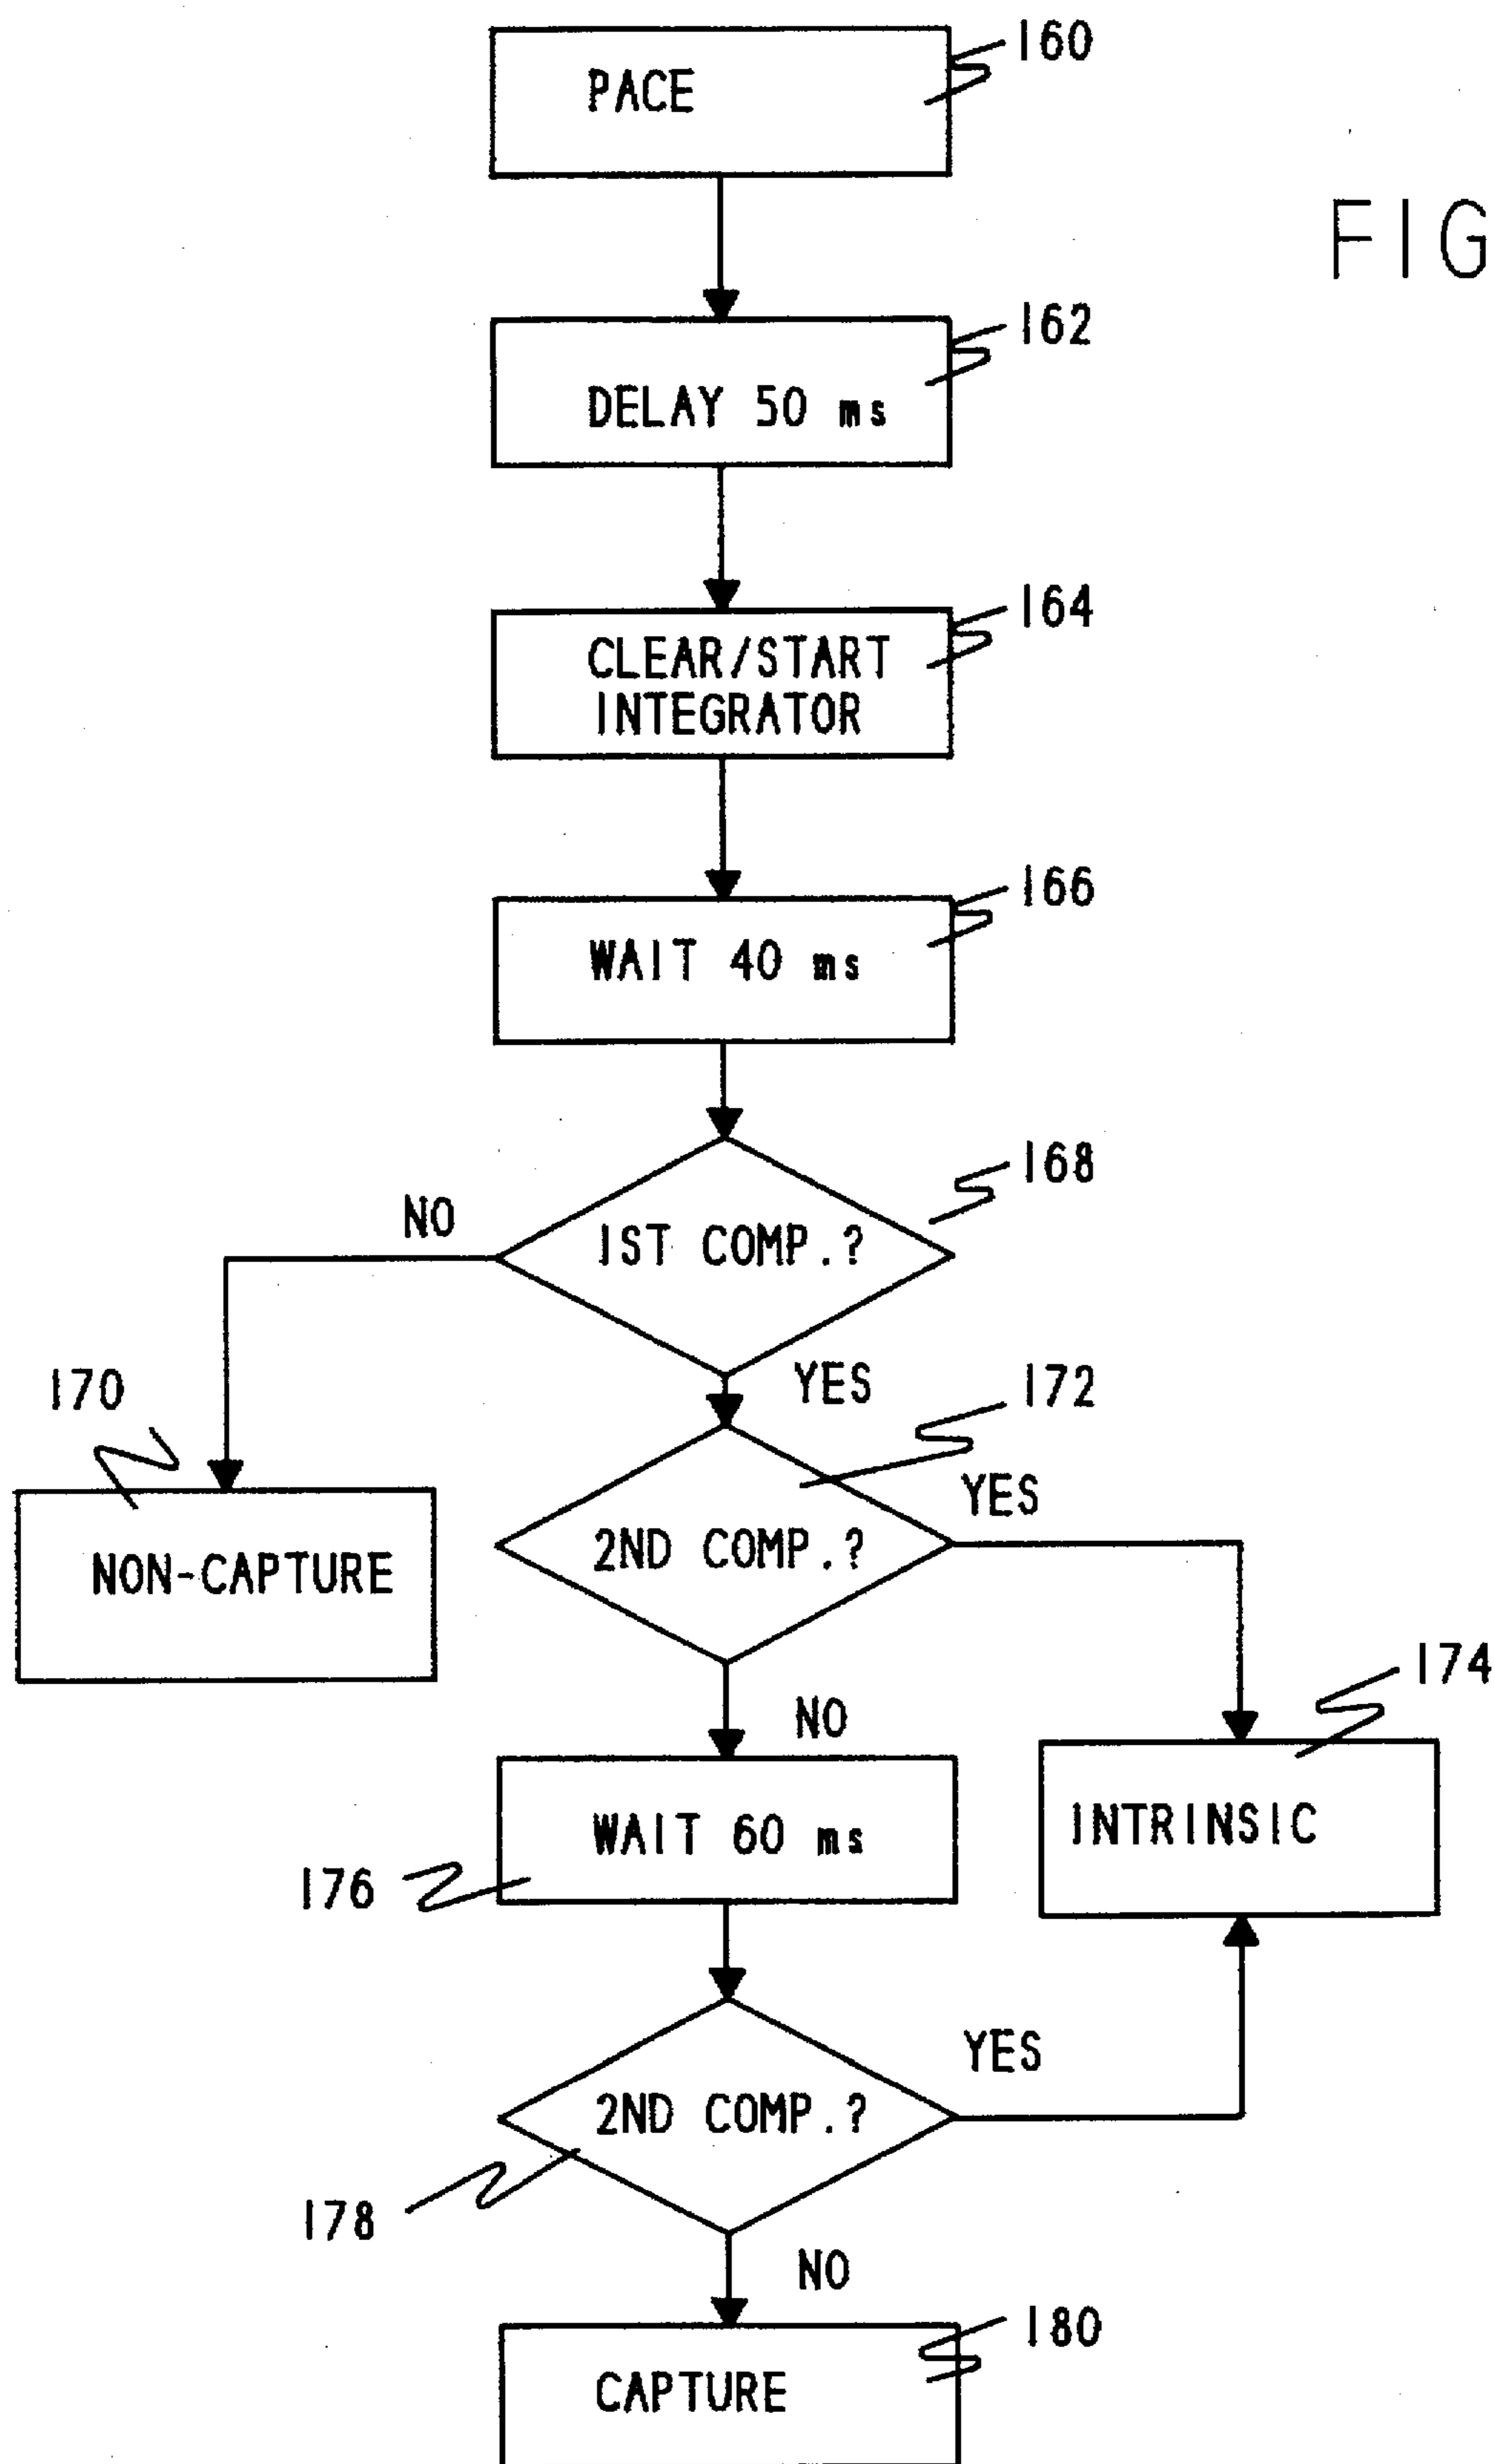 160
PACE
FIG
162
DELAY 50 ms
164
CLEAR/START
INTEGRATOR
166
WAIT 40 ms
168
NO
1ST COMP.?
170
YES
172
YES
NON-CAPTURE
2ND COMP.?
174
NO
WAIT 60 ms
INTRINSIC
176
YES
2ND COMP.?
178
NO
180
CAPTURE